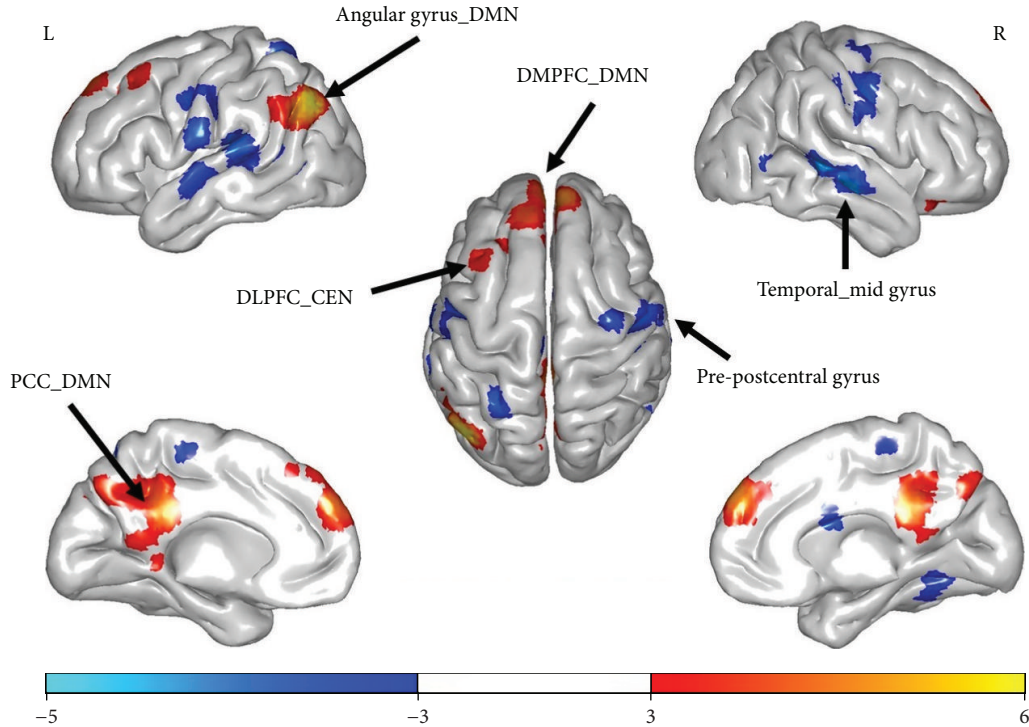 Angular gyrus_DMN
L
R
DMPFC_DMN
DLPFC_CEN
Temporal_mid gyrus
PCC_DMN
Pre-postcentral gyrus
−5
−3
3
6